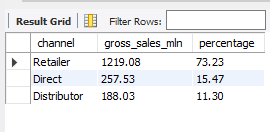 Result Grid Filter Rows:
channel gross_sales_mln percentage
Retailer 1219.08 73.23
Direct 257.53 15.47
Distributor 188.03 11.30